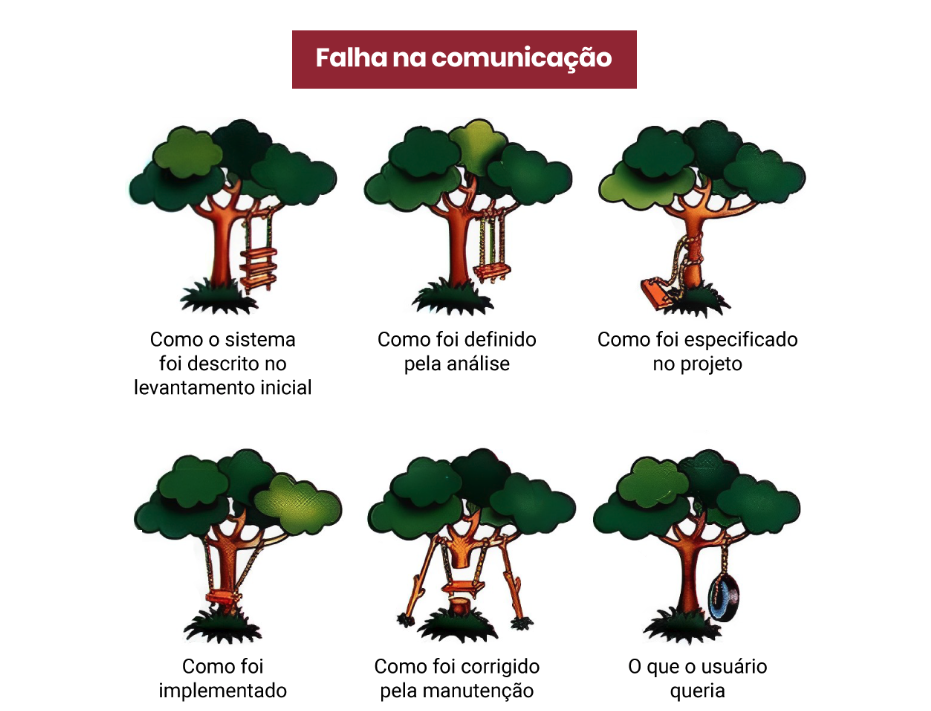 Falha na comunicação
Como o sistema
foi descrito no
levantamento inicial
Como foi definido
pela análise
Como foi especificado
no projeto
Como foi
implementado
Como foi corrigido
pela manutenção
O que o usuário
queria